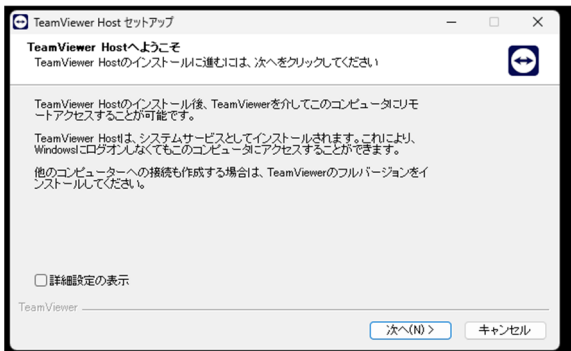 TeamViewer Host セットアップ
TeamViewer Hostへようこそ
TeamViewer Hostのインストールに進むには、次へをクリックしてください
TeamViewer Hostのインストール後、TeamViewerを介してこのコンピュータにリモ
ートアクセスすることが可能です。
TeamViewer Hostは、システムサービスとしてインストールされます。これにより、
Windowsにログオンしなくてもこのコンピュータにアクセスすることができます。
他のコンピューターへの接続も作成する場合は、TeamViewerのフルバージョンをイ
ンストールしてください。
詳細設定の表示
TeamViewer
次へ(N) >
キャンセル